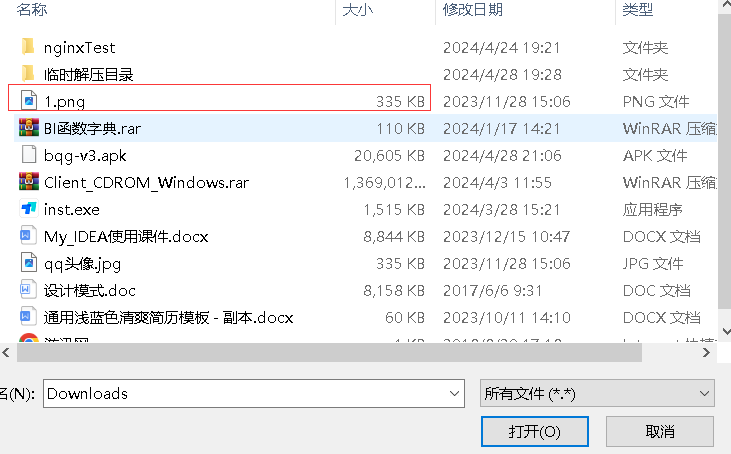 名称 大小 修改日期 类型
nginxTest 2024/4/24 19:21 文件夹
临时解压目录 2024/4/28 19:28 文件夹
1.png 335 KB 2023/11/28 15:06 PNG 文件
BI函数字典.rar 110 KB 2024/1/17 14:21 WinRAR 压缩
bqg-v3.apk 20,605 KB 2024/4/28 21:06 APK 文件
Client_CDROM_Windows.rar 1,369,012... 2024/4/3 11:55 WinRAR 压缩
inst.exe 1,515 KB 2024/3/28 15:21 应用程序
My_IDEA使用课件.docx 8,844 KB 2023/12/15 10:47 DOCX 文档
qq头像.jpg 335 KB 2023/11/28 15:06 JPG 文件
设计模式.doc 8,158 KB 2017/6/6 9:31 DOC 文档
通用浅蓝色清爽简历模板 - 副本.docx 60 KB 2023/10/11 14:10 DOCX 文档
名(N): Downloads 所有文件 (*.*)
打开(O) 取消